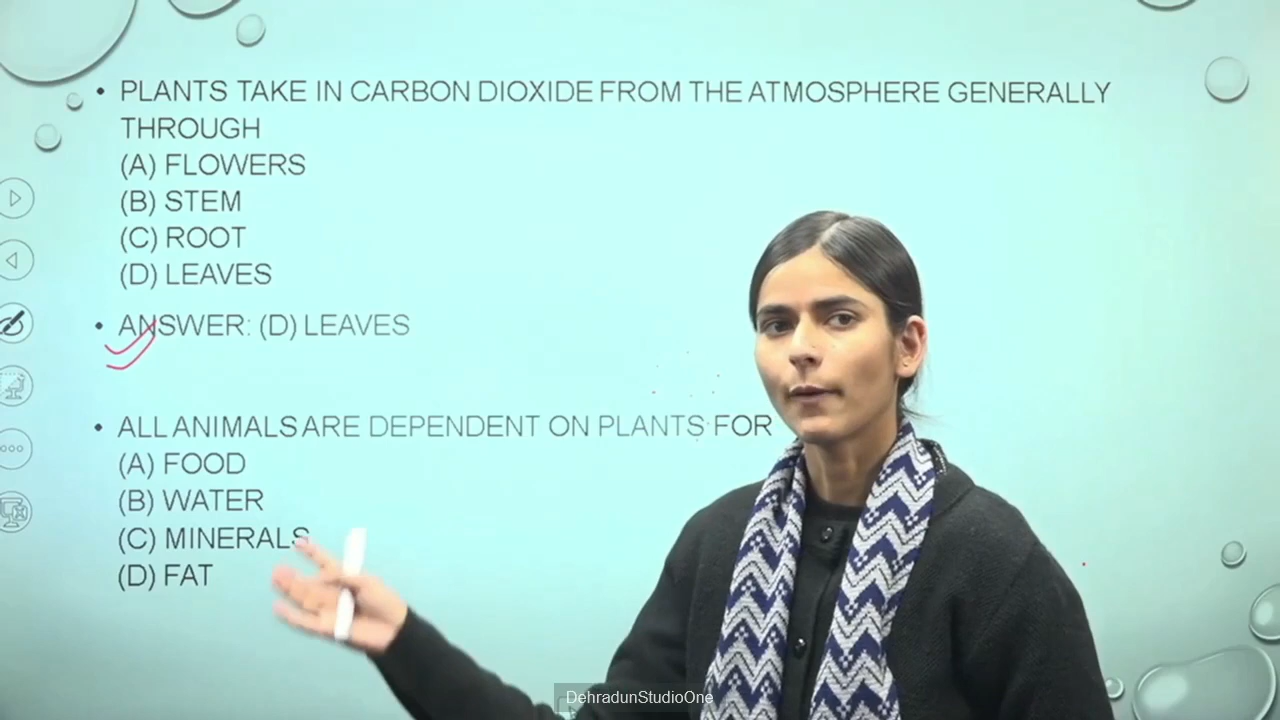 • PLANTS TAKE IN CARBON DIOXIDE FROM THE ATMOSPHERE GENERALLY
THROUGH
(A) FLOWERS
(B) STEM
(C) ROOT
(D) LEAVES
• ANSWER: (D) LEAVES
• ALL ANIMALS ARE DEPENDENT ON PLANTS FOR
(A) FOOD
(B) WATER
(C) MINERALS
(D) FAT
DehradunStudioOne